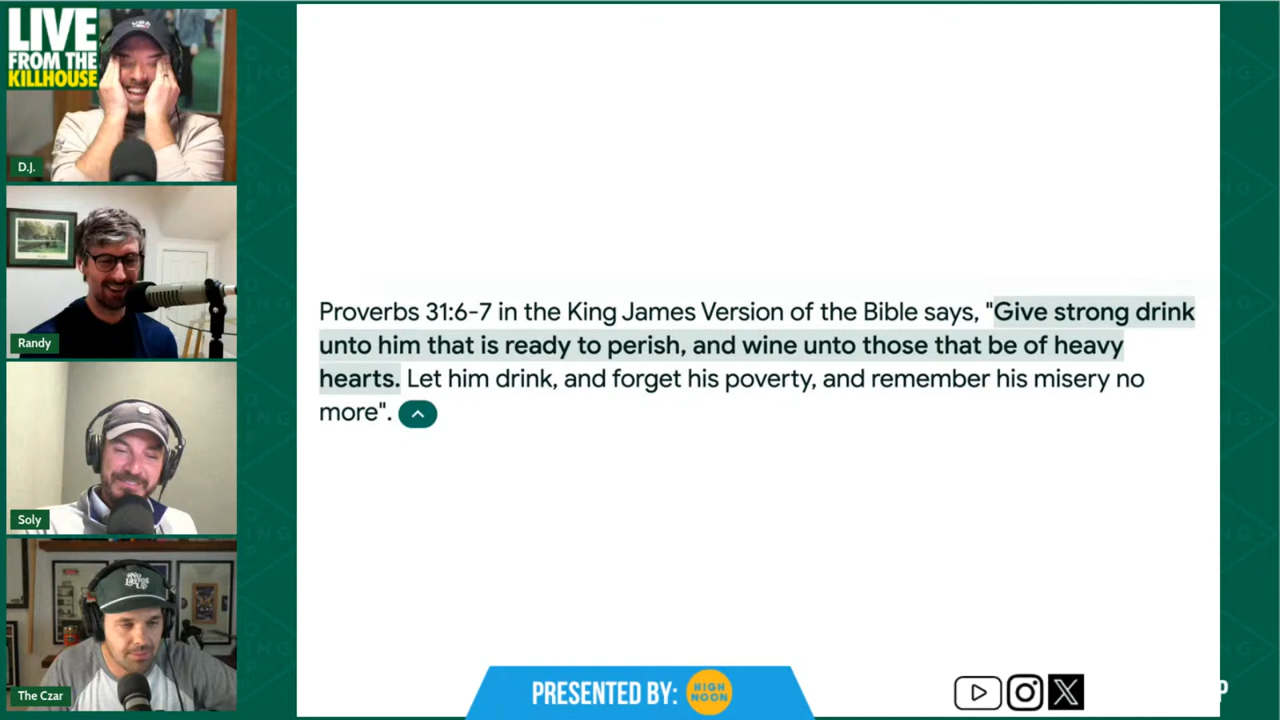 LIVE
FROM THE
KILLHOUSE
D.J.
Randy
Soly
No
Laying
Up
The Czar
Proverbs 31:6-7 in the King James Version of the Bible says, "Give strong drink
unto him that is ready to perish, and wine unto those that be of heavy
hearts. Let him drink, and forget his poverty, and remember his misery no
more".
PRESENTED BY:
HIGH
NOON